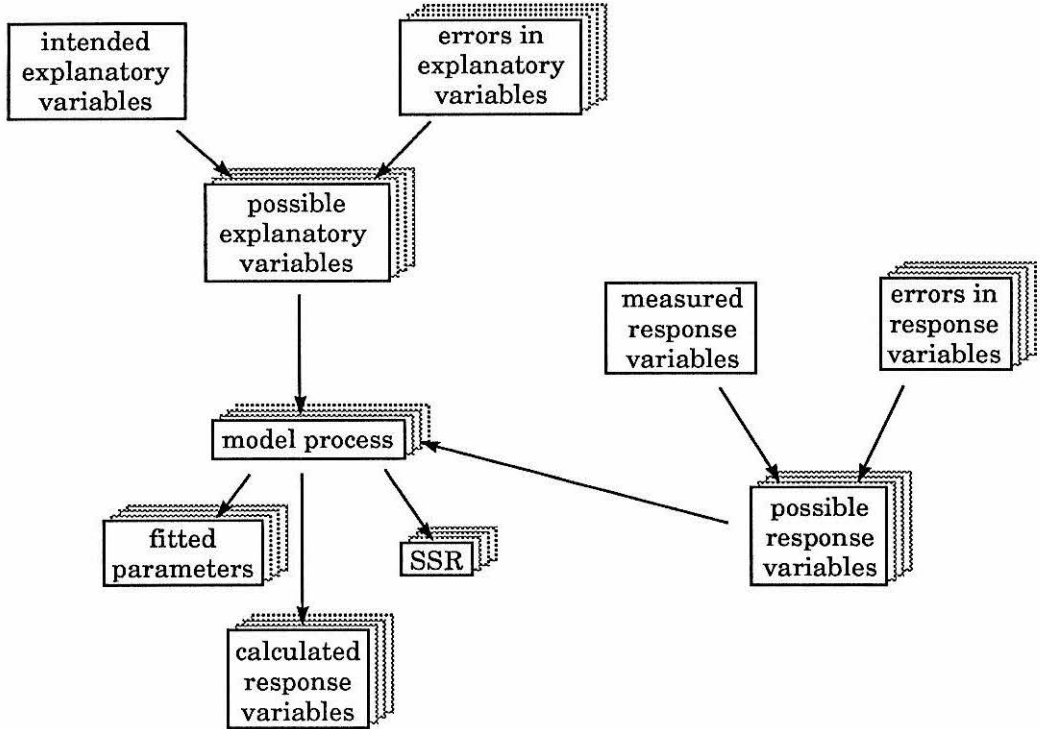 intended
explanatory
variables
errors in
explanatory
variables
possible
explanatory
variables
measured
response
variables
errors in
response
variables
model process
possible
response
variables
fitted
parameters
SSR
calculated
response
variables